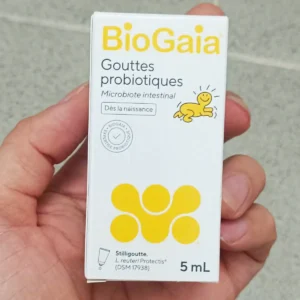 BioGaia
Gouttes
probiotiques
Microbiote intestinal
Dès la naissance
Stilligoutte.
L. reuteri Protectis®
(DSM 17938)
5 mL